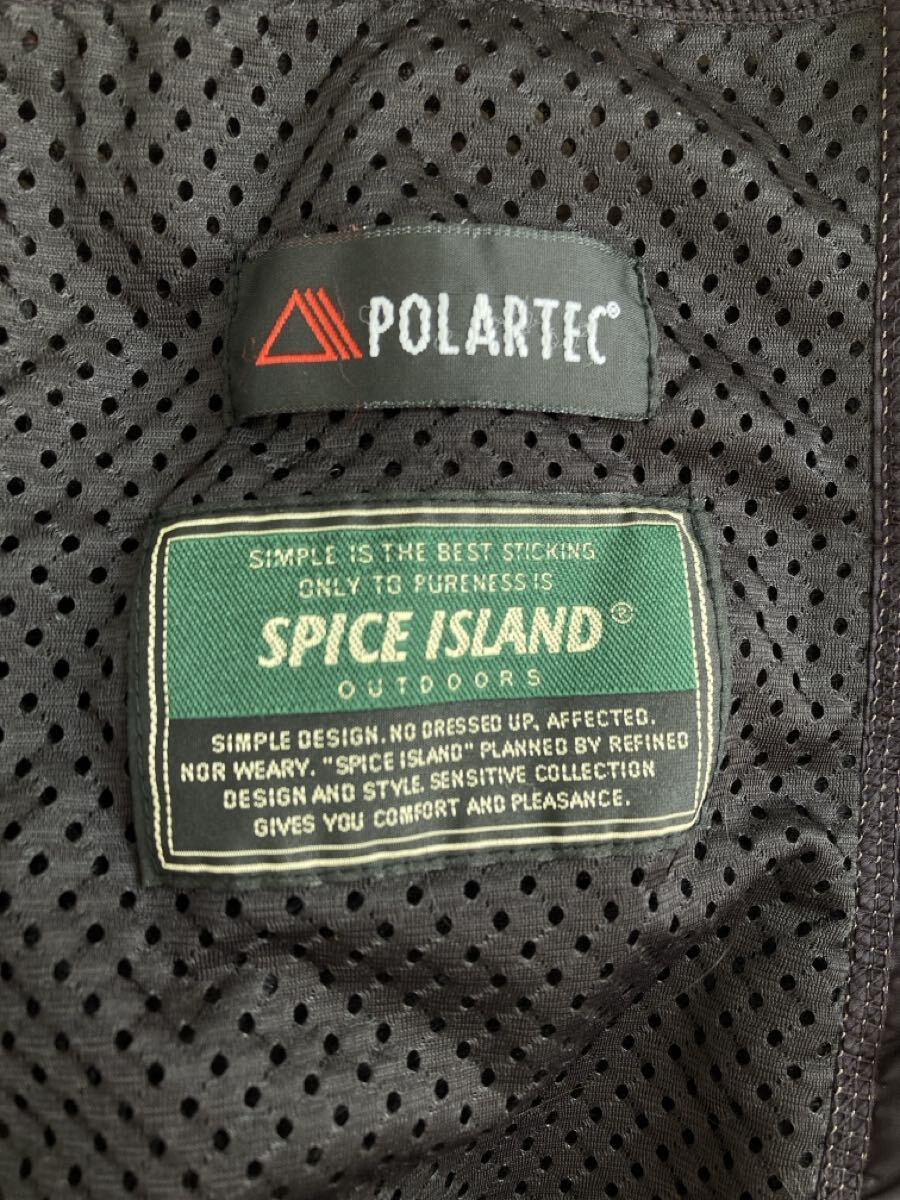 POLARTEC®
SIMPLE IS THE BEST STICKING
ONLY TO PURENESS IS
SPICE ISLAND®
OUTDOORS
SIMPLE DESIGN. NO DRESSED UP, AFFECTED.
NOR WEARY. "SPICE ISLAND" PLANNED BY REFINED
DESIGN AND STYLE. SENSITIVE COLLECTION
GIVES YOU COMFORT AND PLEASANCE.